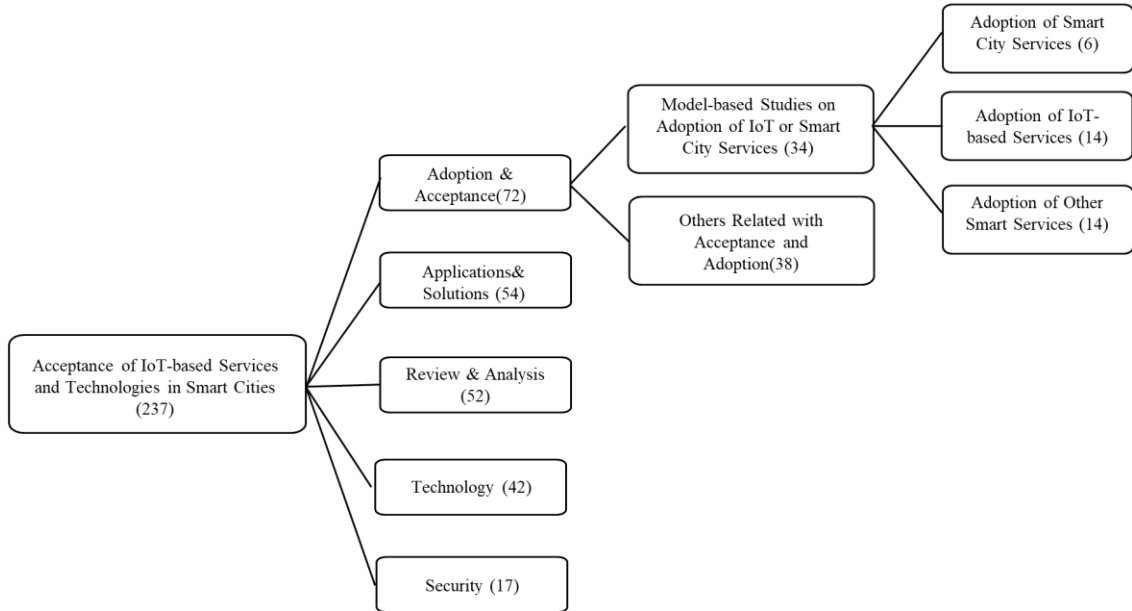 Acceptance of IoT-based Services
and Technologies in Smart Cities
(237)
Adoption &
Acceptance(72)
Applications&
Solutions (54)
Review & Analysis
(52)
Technology (42)
Security (17)
Model-based Studies on
Adoption of IoT or Smart
City Services (34)
Others Related with
Acceptance and
Adoption(38)
Adoption of Smart
City Services (6)
Adoption of IoT-
based Services (14)
Adoption of Other
Smart Services (14)